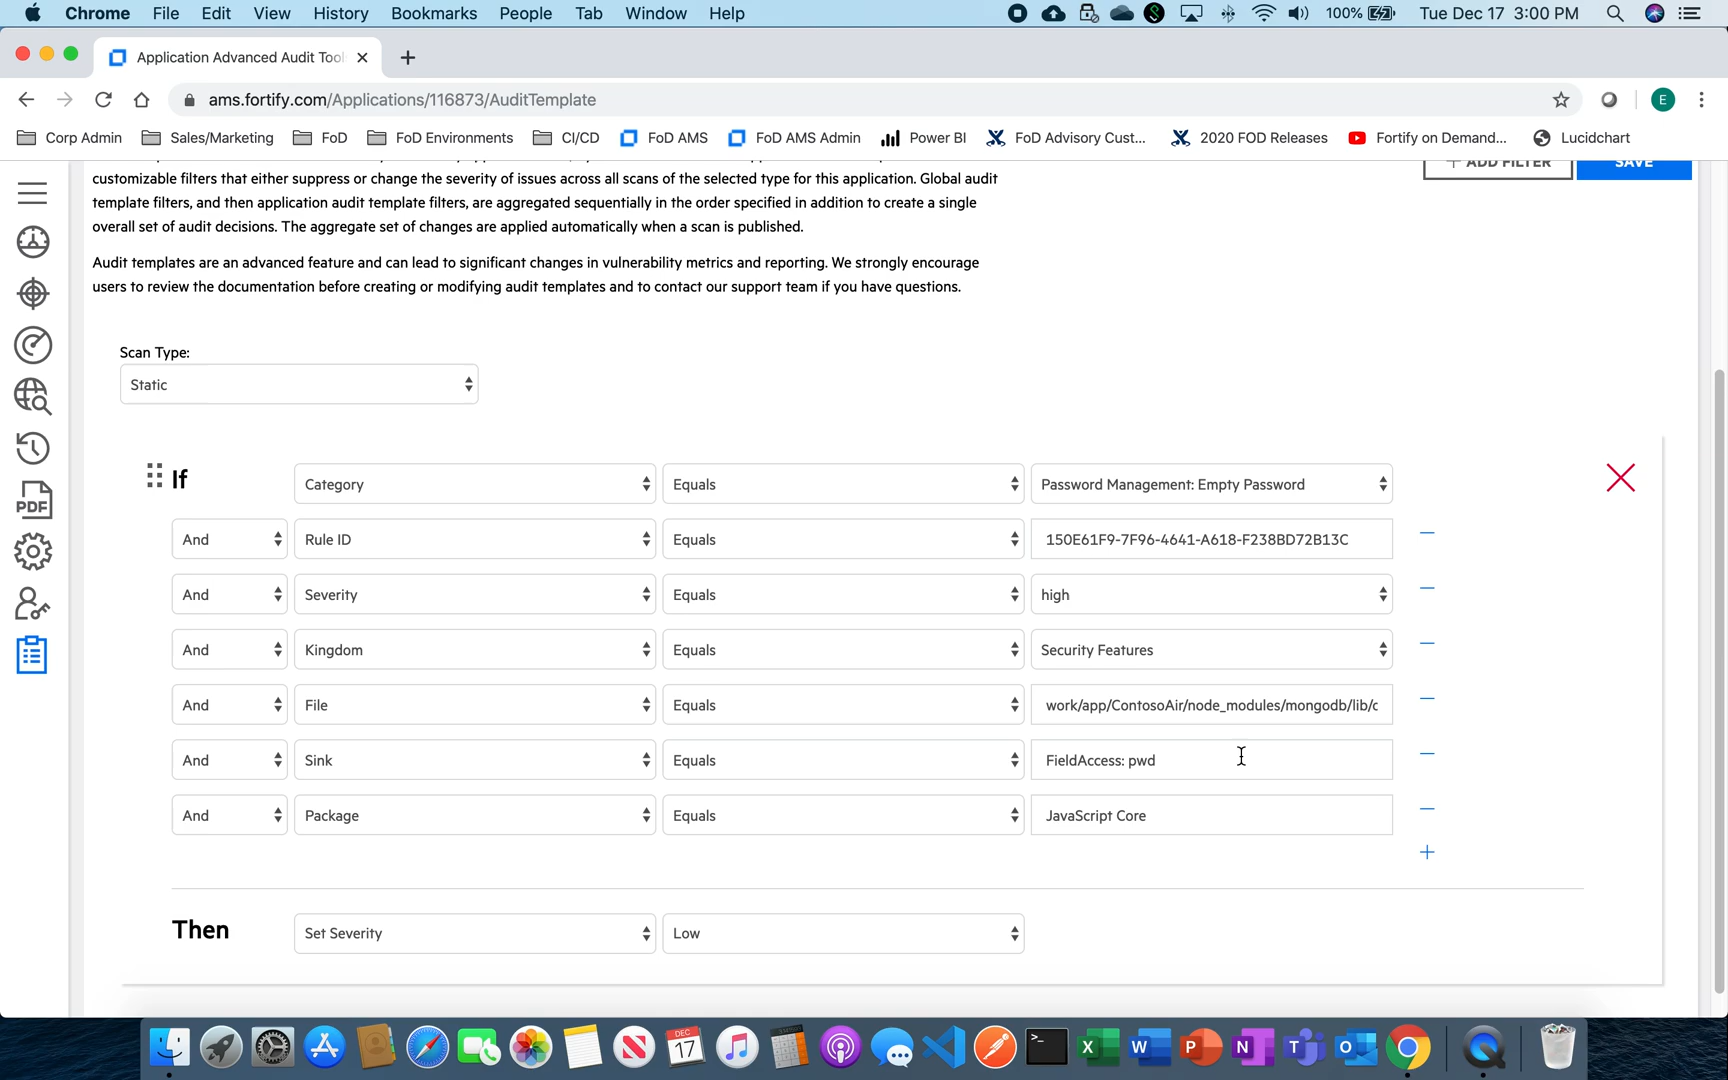 Chrome File Edit View History Bookmarks People Tab Window Help 100% Tue Dec 17 3:00 PM
Application Advanced Audit Tool
ams.fortify.com/Applications/116873/AuditTemplate
E
Corp Admin Sales/Marketing FoD FoD Environments CI/CD FoD AMS FoD AMS Admin Power BI FoD Advisory Cust... 2020 FOD Releases Fortify on Demand... Lucidchart
+ ADD FILTER SAVE
customizable filters that either suppress or change the severity of issues across all scans of the selected type for this application. Global audit
template filters, and then application audit template filters, are aggregated sequentially in the order specified in addition to create a single
overall set of audit decisions. The aggregate set of changes are applied automatically when a scan is published.
Audit templates are an advanced feature and can lead to significant changes in vulnerability metrics and reporting. We strongly encourage
users to review the documentation before creating or modifying audit templates and to contact our support team if you have questions.
Scan Type:
Static
If Category Equals Password Management: Empty Password
And Rule ID Equals 150E61F9-7F96-4641-A618-F238BD72B13C
And Severity Equals high
And Kingdom Equals Security Features
And File Equals work/app/ContosoAir/node_modules/mongodb/lib/c
And Sink Equals FieldAccess: pwd
And Package Equals JavaScript Core
Then Set Severity Low
PDF
DEC
17